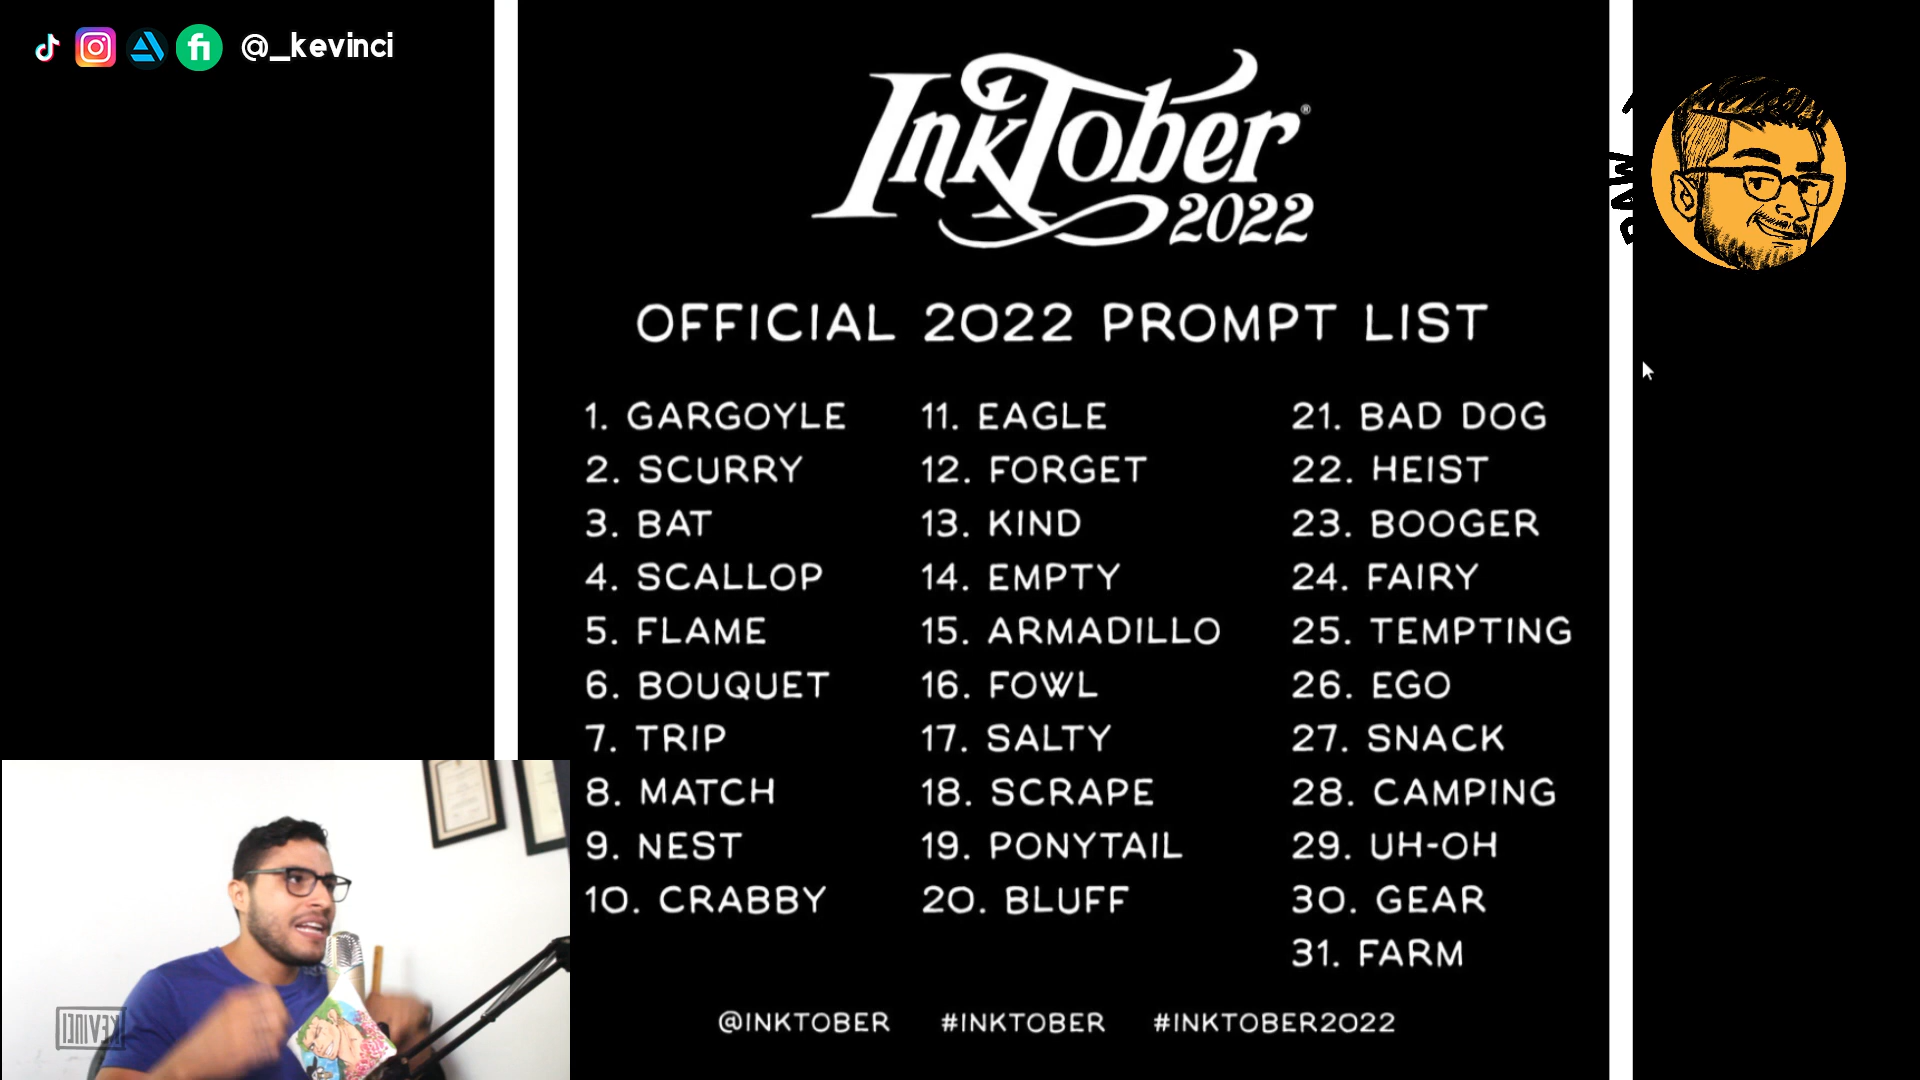 @_kevinci
InkTober®
2022
OFFICIAL 2022 PROMPT LIST
1. GARGOYLE
2. SCURRY
3. BAT
4. SCALLOP
5. FLAME
6. BOUQUET
7. TRIP
8. MATCH
9. NEST
10. CRABBY
11. EAGLE
12. FORGET
13. KIND
14. EMPTY
15. ARMADILLO
16. FOWL
17. SALTY
18. SCRAPE
19. PONYTAIL
20. BLUFF
21. BAD DOG
22. HEIST
23. BOOGER
24. FAIRY
25. TEMPTING
26. EGO
27. SNACK
28. CAMPING
29. UH-OH
30. GEAR
31. FARM
@INKTOBER #INKTOBER #INKTOBER2022
KEVINCI